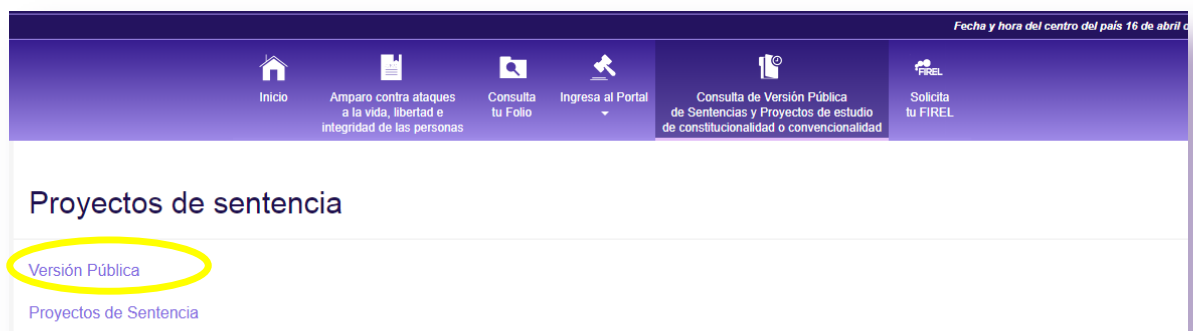 Fecha y hora del centro del país 16 de abril
Inicio
Amparo contra ataques
a la vida, libertad e
integridad de las personas
Consulta
tu Folio
Ingresa al Portal
Consulta de Versión Pública
de Sentencias y Proyectos de estudio
de constitucionalidad o convencionalidad
FIREL
Solicita
tu FIREL
Proyectos de sentencia
Versión Pública
Proyectos de Sentencia